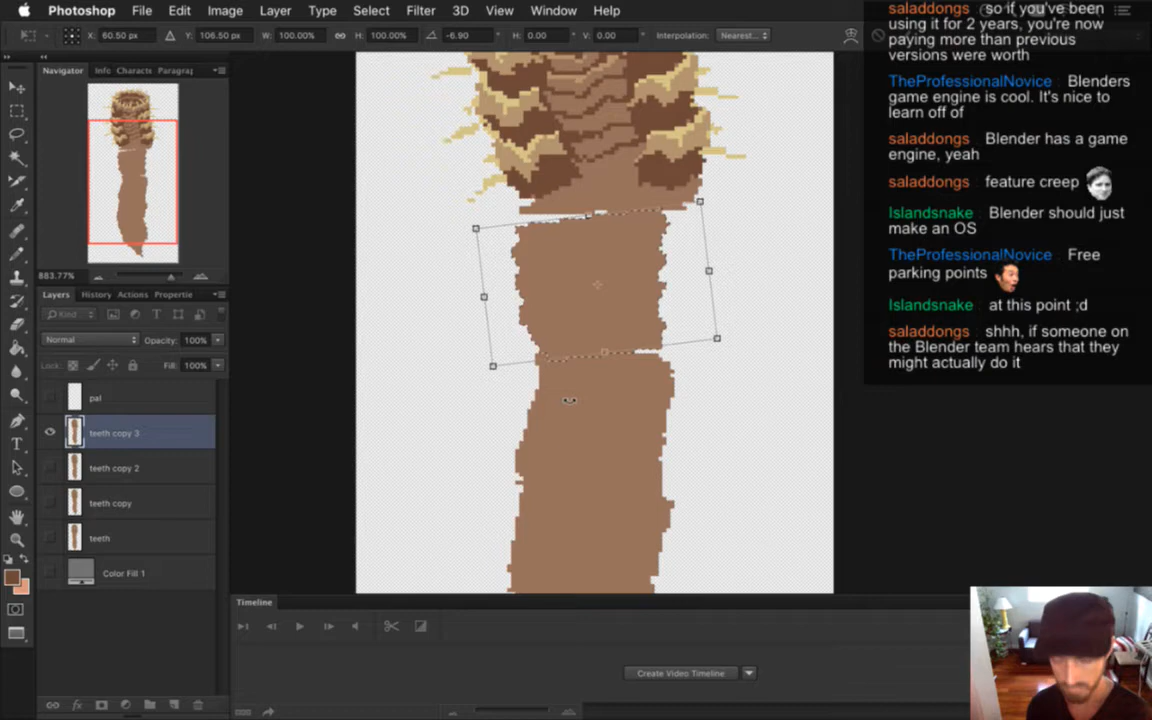 Photoshop File Edit Image Layer Type Select Filter 3D View Window Help
X: 60.50 px Y: 106.50 px W: 100.00% H: 100.00% -6.90 H: 0.00 V: 0.00 Interpolation: Nearest...
Navigator Info Characte Paragraj
883.77%
Layers History Actions Propertie
Kind
Normal Opacity: 100%
Lock: Fill: 100%
pal
teeth copy 3
teeth copy 2
teeth copy
teeth
Color Fill 1
Timeline
Create Video Timeline
saladdongs so if you've been
using it for 2 years, you're now
paying more than previous
versions were worth
TheProfessionalNovice Blenders
game engine is cool. It's nice to
learn off of
saladdongs Blender has a game
engine, yeah
saladdongs feature creep
Islandsnake Blender should just
make an OS
TheProfessionalNovice Free
parking points
Islandsnake at this point ;d
saladdongs shhh, if someone on
the Blender team hears that they
might actually do it